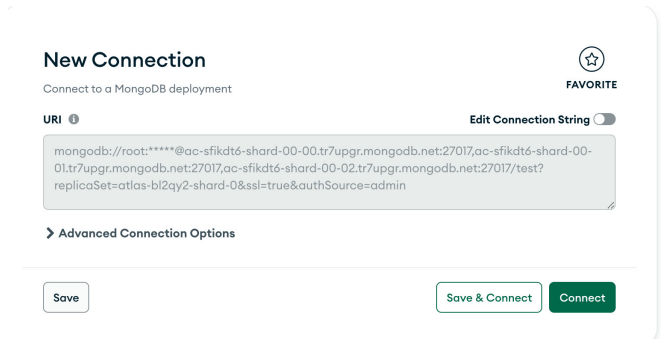 New Connection
FAVORITE
Connect to a MongoDB deployment
URI
Edit Connection String
mongodb://root:*****@ac-sfikdt6-shard-00-00.tr7upgr.mongodb.net:27017,ac-sfikdt6-shard-00-
01.tr7upgr.mongodb.net:27017,ac-sfikdt6-shard-00-02.tr7upgr.mongodb.net:27017/test?
replicaSet=atlas-bl2qy2-shard-0&ssl=true&authSource=admin
Advanced Connection Options
Save
Save & Connect
Connect